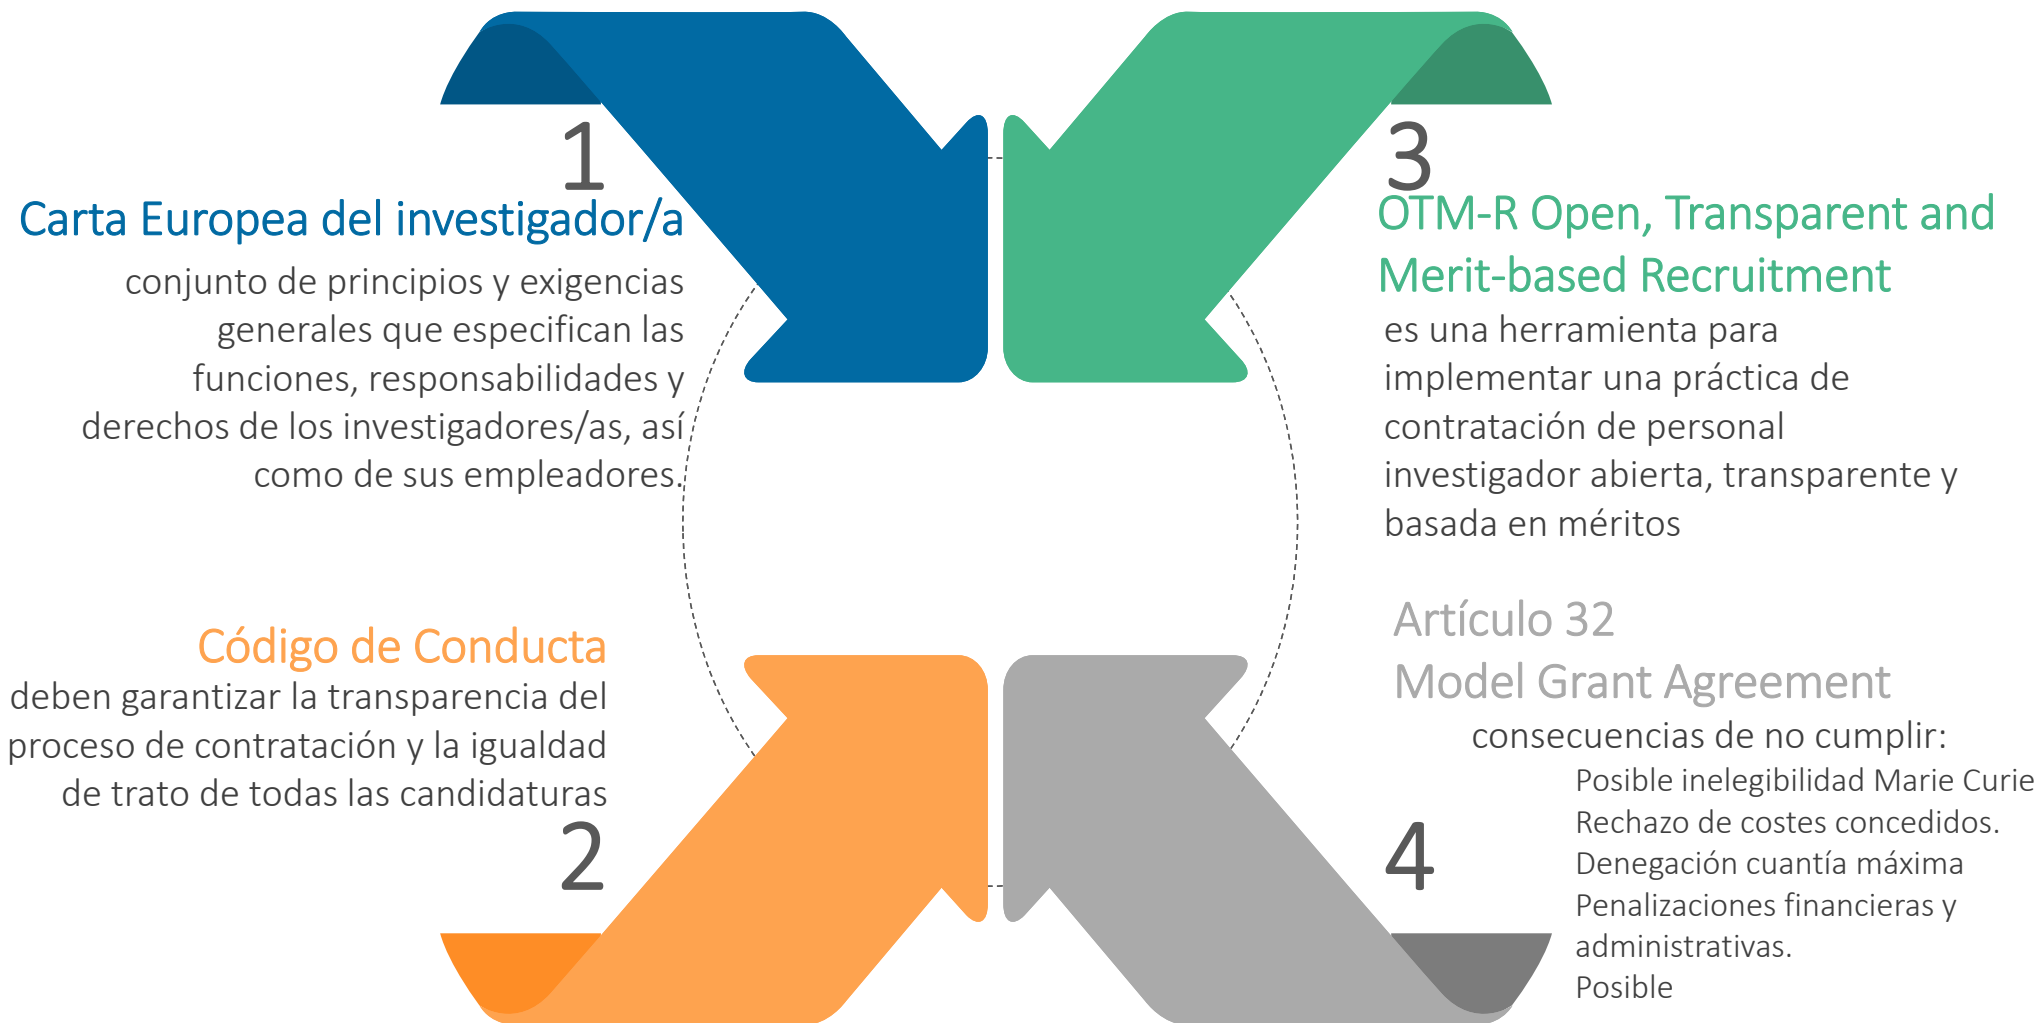 1
Carta Europea del investigador/a
conjunto de principios y exigencias
generales que especifican las
funciones, responsabilidades y
derechos de los investigadores/as, así
como de sus empleadores.
Código de Conducta
deben garantizar la transparencia del
proceso de contratación y la igualdad
de trato de todas las candidaturas
2
3
OTM-R Open, Transparent and
Merit-based Recruitment
es una herramienta para
implementar una práctica de
contratación de personal
investigador abierta, transparente y
basada en méritos
Artículo 32
Model Grant Agreement
consecuencias de no cumplir:
Posible inelegibilidad Marie Curie
Rechazo de costes concedidos.
Denegación cuantía máxima
Penalizaciones financieras y
administrativas.
Posible
4